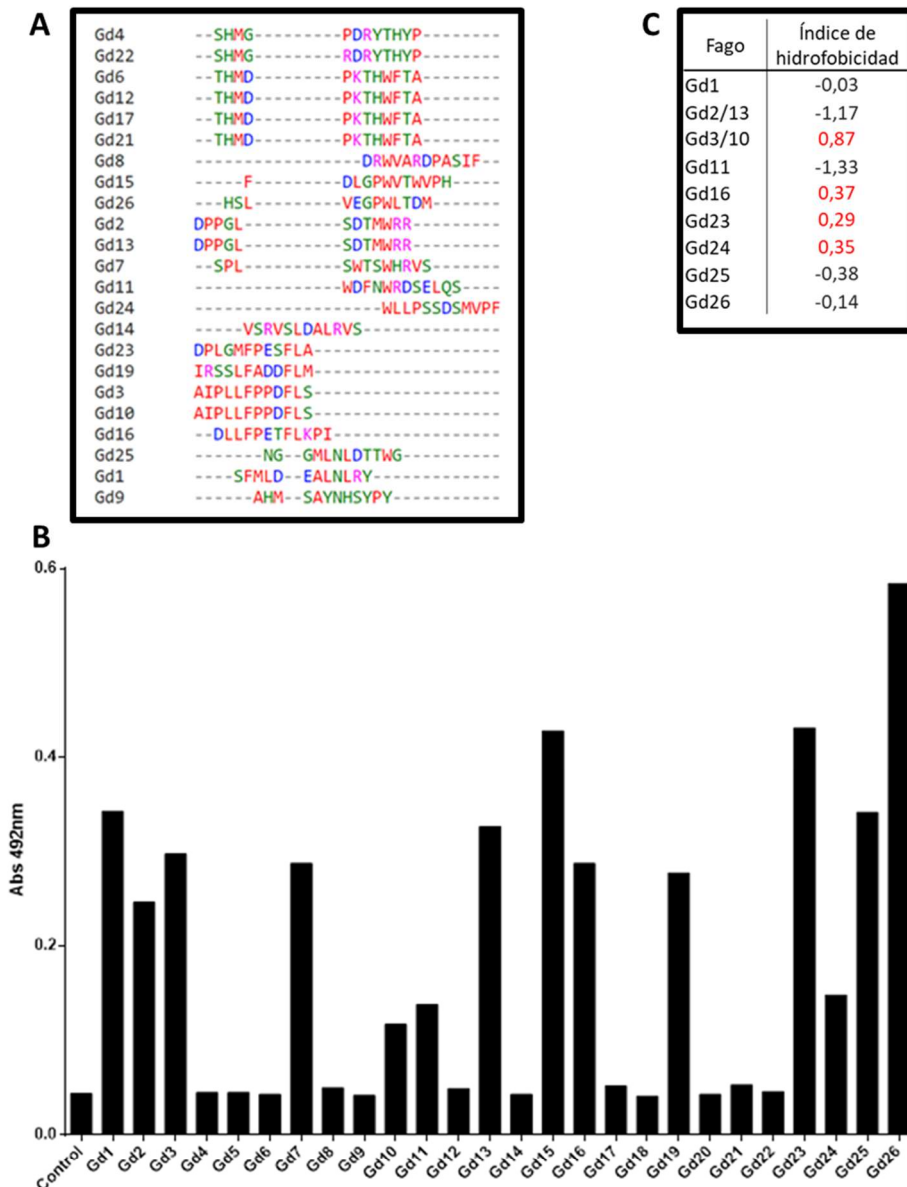 A
Gd4 --SHMG---------PDRYTHYP--------
Gd22 --SHMG---------RDRYTHYP--------
Gd6 --THMD---------PKTHWFTA--------
Gd12 --THMD---------PKTHWFTA--------
Gd17 --THMD---------PKTHWFTA--------
Gd21 --THMD---------PKTHWFTA--------
Gd8 -----------------DRWVARDPASIF--
Gd15 -----F---------DLGPWVTWVPH-----
Gd26 ---HSL---------VEGPWLTDM-------
Gd2 DPPGL----------SDTMWRR---------
Gd13 DPPGL----------SDTMWRR---------
Gd7 --SPL----------SWTSWHRVS-------
Gd11 ---------------WDFNWRDSELQS----
Gd24 -------------------WLLPSSDSMVPF
Gd14 -----VSRVSLDALRVS--------------
Gd23 DPLGMFPESFLA-------------------
Gd19 IRSSLFADDFLM-------------------
Gd3 AIPLLFPPDFLS-------------------
Gd10 AIPLLFPPDFLS-------------------
Gd16 --DLLFPETFLKPI-----------------
Gd25 -------NG--GMLNLDTTWG----------
Gd1 ----SFMLD--EALNLRY-------------
Gd9 ------AHM--SAYNHSYPY-----------
C
Fago Índice de hidrofobicidad
Gd1 -0,03
Gd2/13 -1,17
Gd3/10 0,87
Gd11 -1,33
Gd16 0,37
Gd23 0,29
Gd24 0,35
Gd25 -0,38
Gd26 -0,14
B
0.6
0.4
0.2
0.0
Abs 492nm
Control Gd1 Gd2 Gd3 Gd4 Gd5 Gd6 Gd7 Gd8 Gd9 Gd10 Gd11 Gd12 Gd13 Gd14 Gd15 Gd16 Gd17 Gd18 Gd19 Gd20 Gd21 Gd22 Gd23 Gd24 Gd25 Gd26